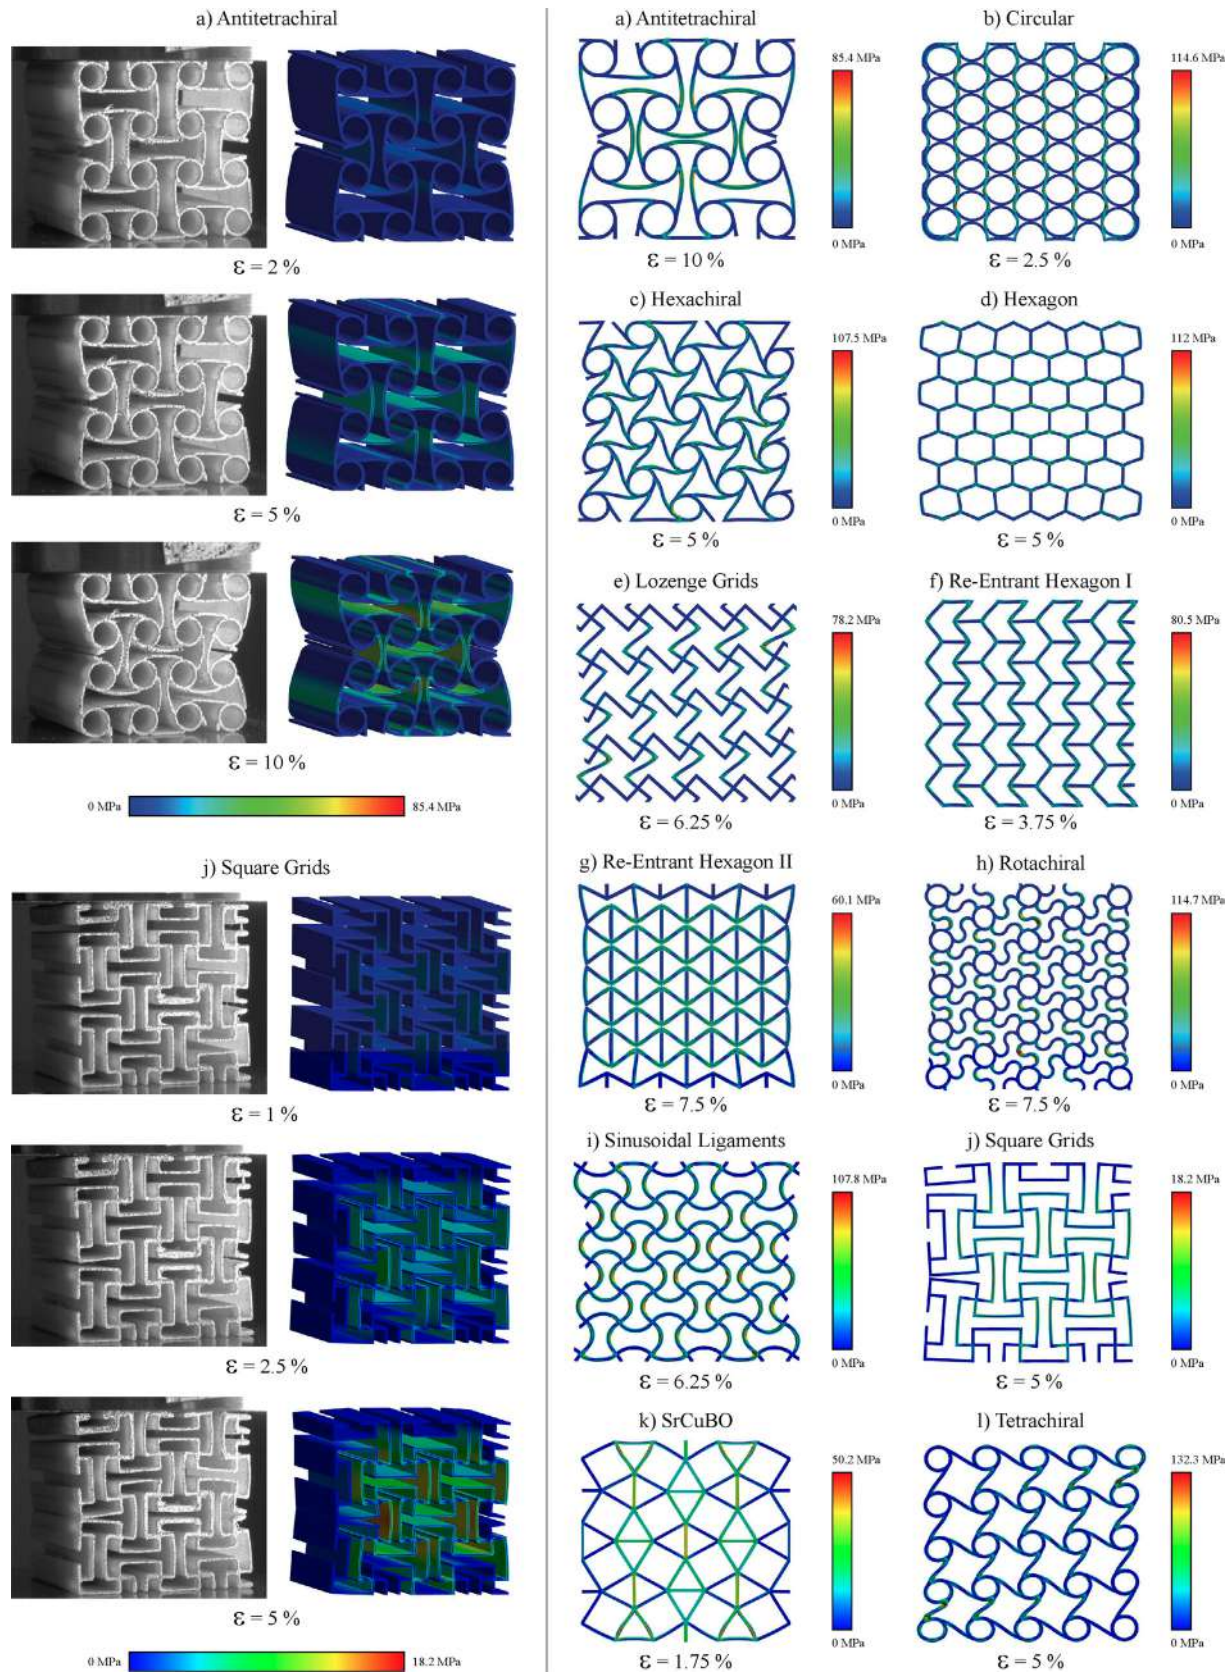 a) Antitetrachiral
ε = 2 %
ε = 5 %
ε = 10 %
0 MPa 85.4 MPa
j) Square Grids
ε = 1 %
ε = 2.5 %
ε = 5 %
0 MPa 18.2 MPa
a) Antitetrachiral
85.4 MPa
0 MPa
ε = 10 %
b) Circular
114.6 MPa
0 MPa
ε = 2.5 %
c) Hexachiral
107.5 MPa
0 MPa
ε = 5 %
d) Hexagon
112 MPa
0 MPa
ε = 5 %
e) Lozenge Grids
78.2 MPa
0 MPa
ε = 6.25 %
f) Re-Entrant Hexagon I
80.5 MPa
0 MPa
ε = 3.75 %
g) Re-Entrant Hexagon II
60.1 MPa
0 MPa
ε = 7.5 %
h) Rotachiral
114.7 MPa
0 MPa
ε = 7.5 %
i) Sinusoidal Ligaments
107.8 MPa
0 MPa
ε = 6.25 %
j) Square Grids
18.2 MPa
0 MPa
ε = 5 %
k) SrCuBO
50.2 MPa
0 MPa
ε = 1.75 %
l) Tetrachiral
132.3 MPa
0 MPa
ε = 5 %